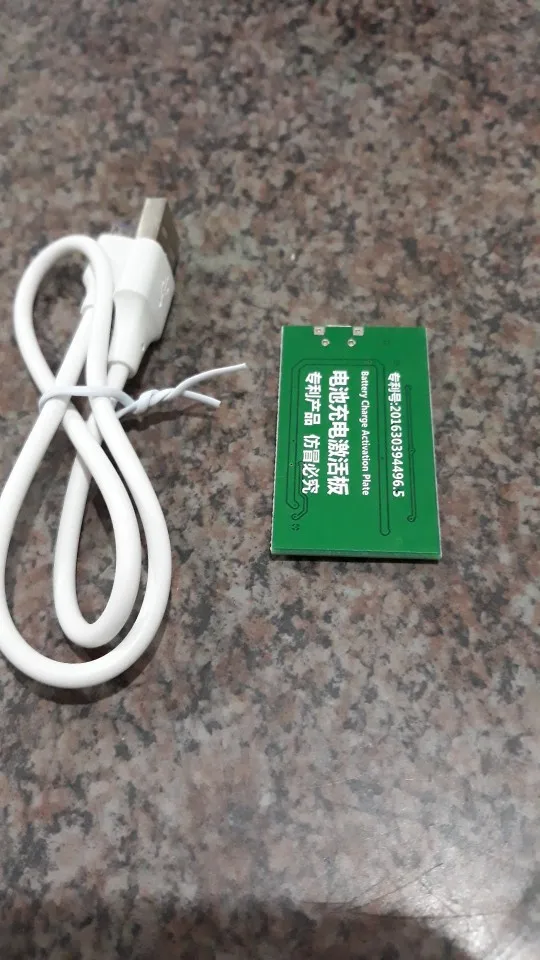 专利号:201630394496.5
Battery Charge Activation Plate
电池充电激活板
专利产品 仿冒必究